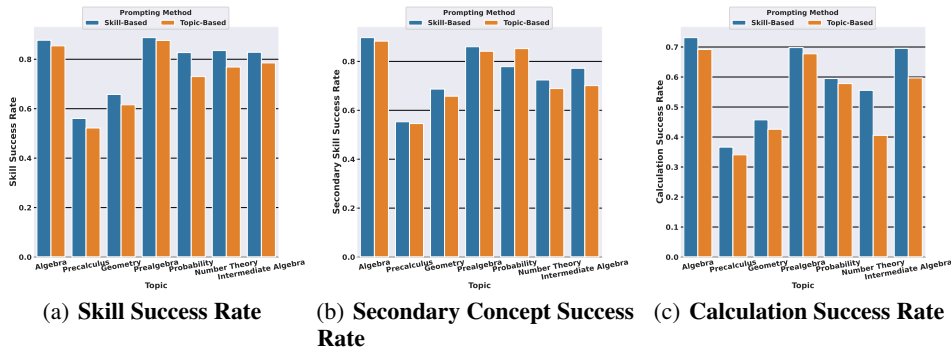 Prompting Method
Skill-Based Topic-Based
Skill Success Rate
0.8
0.6
0.4
0.2
0.0
Algebra
Precalculus
Geometry
Prealgebra
Probability
Number Theory
Intermediate Algebra
Topic
(a) Skill Success Rate
Prompting Method
Skill-Based Topic-Based
Secondary Skill Success Rate
0.8
0.6
0.4
0.2
0.0
Algebra
Precalculus
Geometry
Prealgebra
Probability
Number Theory
Intermediate Algebra
Topic
(b) Secondary Concept Success
Rate
Prompting Method
Skill-Based Topic-Based
Calculation Success Rate
0.7
0.6
0.5
0.4
0.3
0.2
0.1
0.0
Algebra
Precalculus
Geometry
Prealgebra
Probability
Number Theory
Intermediate Algebra
Topic
(c) Calculation Success Rate